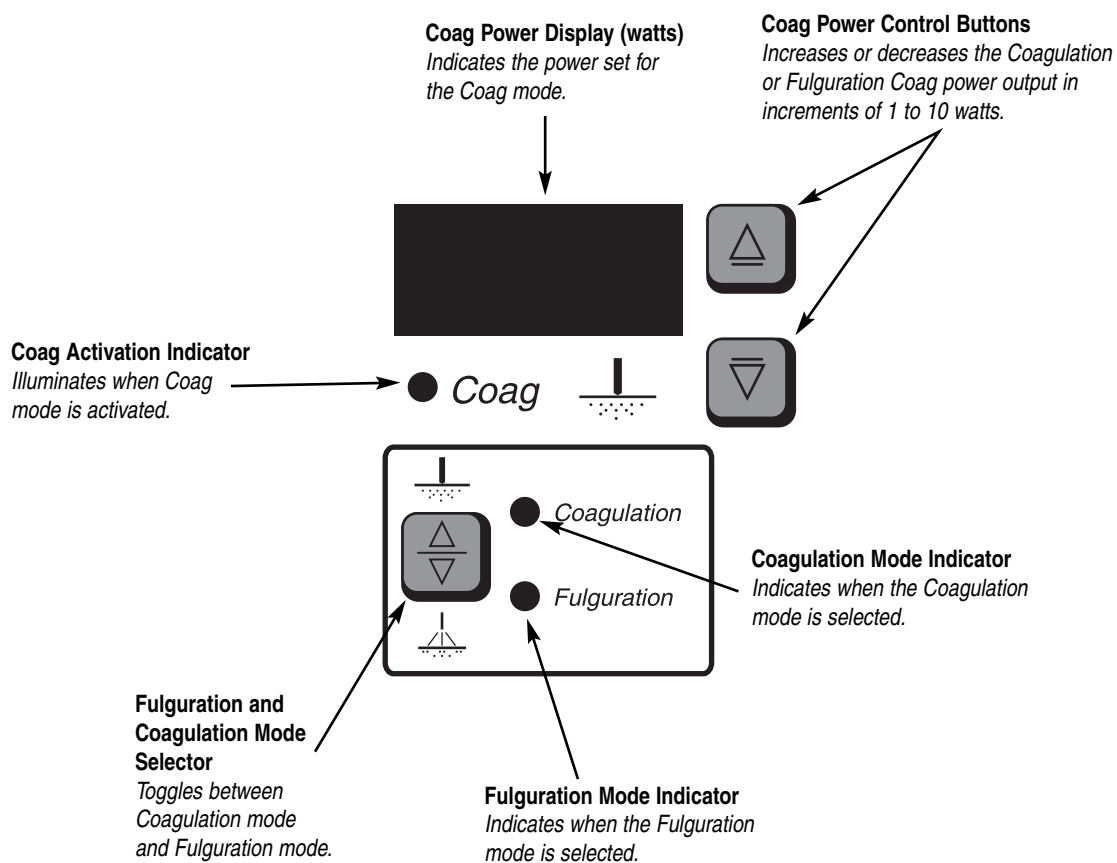 Coag Power Display (watts)
Indicates the power set for
the Coag mode.
Coag Power Control Buttons
Increases or decreases the Coagulation
or Fulguration Coag power output in
increments of 1 to 10 watts.
Coag Activation Indicator
Illuminates when Coag
mode is activated.
Coag
Coagulation
Fulguration
Coagulation Mode Indicator
Indicates when the Coagulation
mode is selected.
Fulguration and
Coagulation Mode
Selector
Toggles between
Coagulation mode
and Fulguration mode.
Fulguration Mode Indicator
Indicates when the Fulguration
mode is selected.